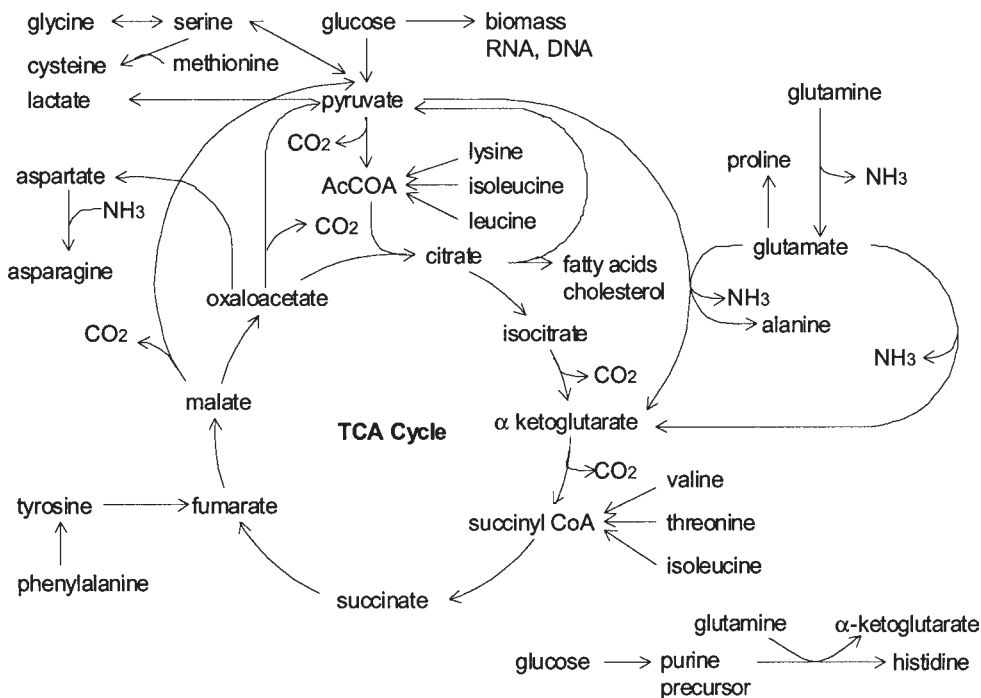 glycine serine glucose biomass
RNA, DNA
cysteine methionine
lactate pyruvate glutamine
CO2 lysine proline
aspartate AcCOA isoleucine NH3
NH3 CO2 leucine
asparagine citrate fatty acids glutamate
cholesterol
oxaloacetate NH3
isocitrate alanine
CO2 CO2 NH3
malate
TCA Cycle α ketoglutarate
CO2
valine
tyrosine fumarate succinyl CoA threonine
isoleucine
phenylalanine
succinate
glutamine α-ketoglutarate
glucose purine histidine
precursor